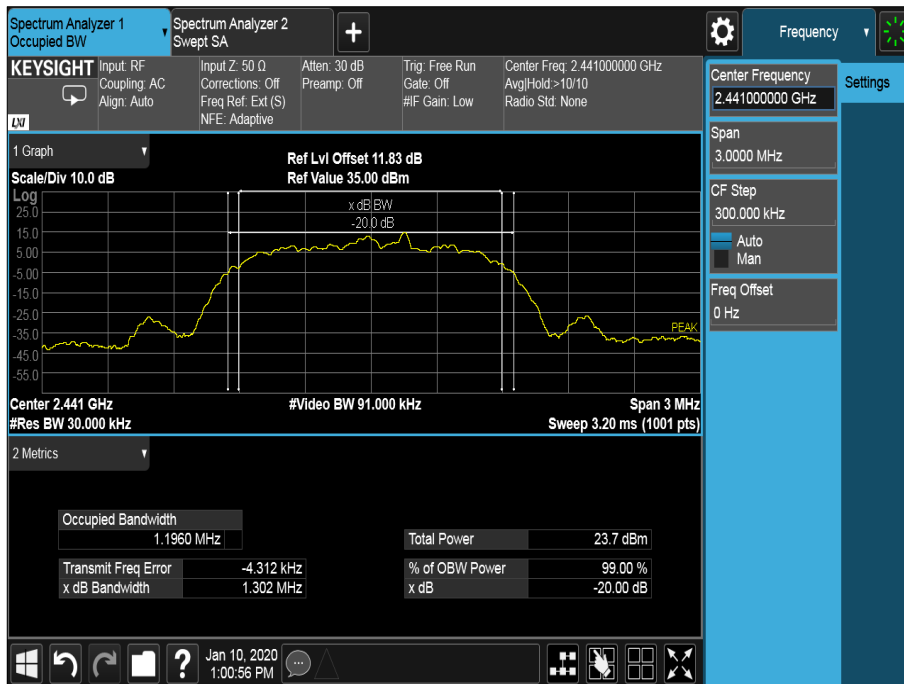 Spectrum Analyzer 1
Occupied BW
Spectrum Analyzer 2
Swept SA
Frequency
KEYSIGHT
LXI
Input: RF
Coupling: AC
Align: Auto
Input Z: 50 Ω
Corrections: Off
Freq Ref: Ext (S)
NFE: Adaptive
Atten: 30 dB
Preamp: Off
Trig: Free Run
Gate: Off
#IF Gain: Low
Center Freq: 2.441000000 GHz
Avg|Hold:>10/10
Radio Std: None
Center Frequency
2.441000000 GHz
Settings
Span
3.0000 MHz
CF Step
300.000 kHz
Auto
Man
Freq Offset
0 Hz
1 Graph
Scale/Div 10.0 dB
Ref Lvl Offset 11.83 dB
Ref Value 35.00 dBm
Log
25.0
15.0
5.00
-5.00
-15.0
-25.0
-35.0
-45.0
-55.0
x dB BW
-20.0 dB
PEAK
Center 2.441 GHz
#Video BW 91.000 kHz
Span 3 MHz
#Res BW 30.000 kHz
Sweep 3.20 ms (1001 pts)
2 Metrics
Occupied Bandwidth
1.1960 MHz
Total Power 23.7 dBm
Transmit Freq Error -4.312 kHz
% of OBW Power 99.00 %
x dB Bandwidth 1.302 MHz
x dB -20.00 dB
?
Jan 10, 2020
1:00:56 PM